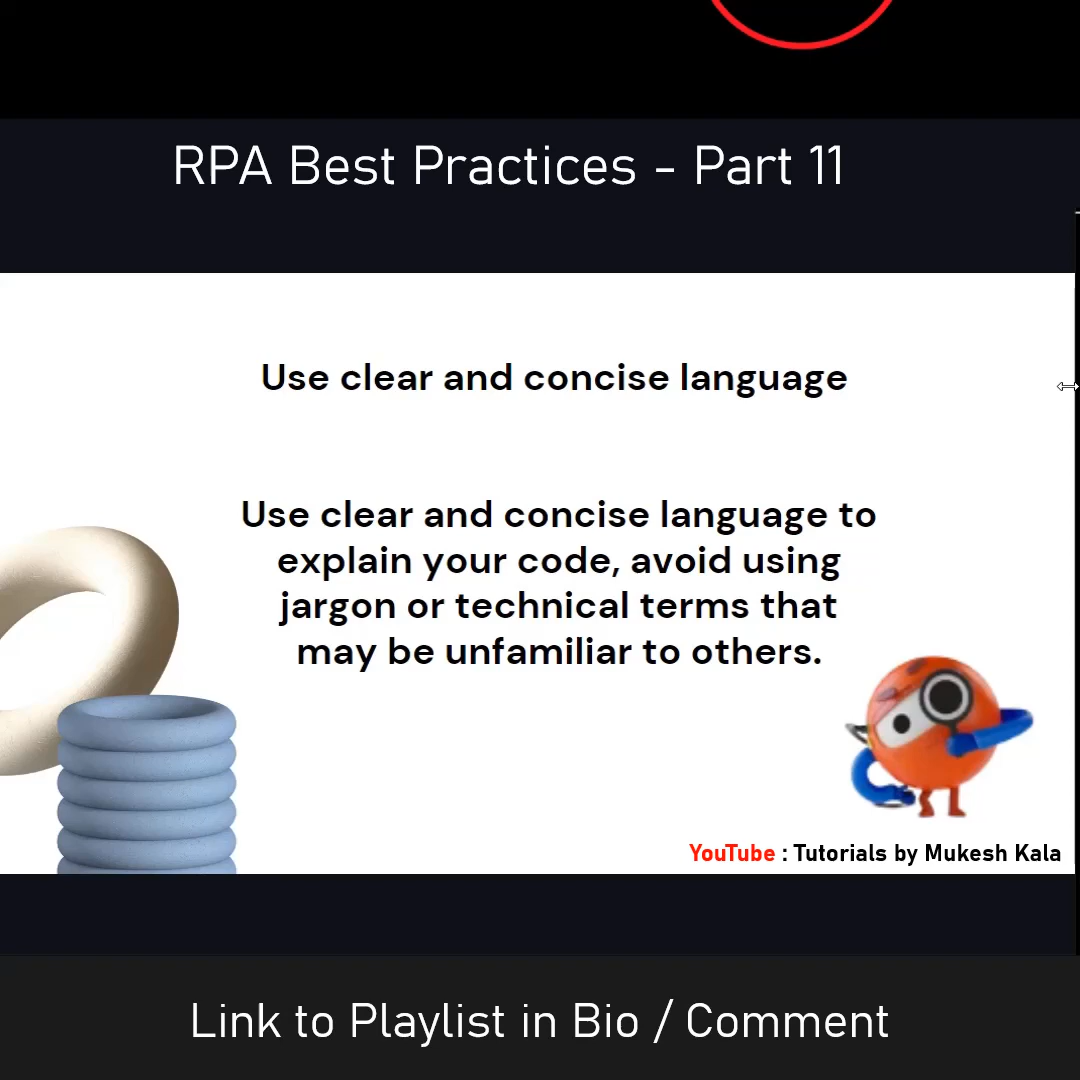 RPA Best Practices - Part 11
Use clear and concise language
Use clear and concise language to
explain your code, avoid using
jargon or technical terms that
may be unfamiliar to others.
YouTube : Tutorials by Mukesh Kala
Link to Playlist in Bio / Comment